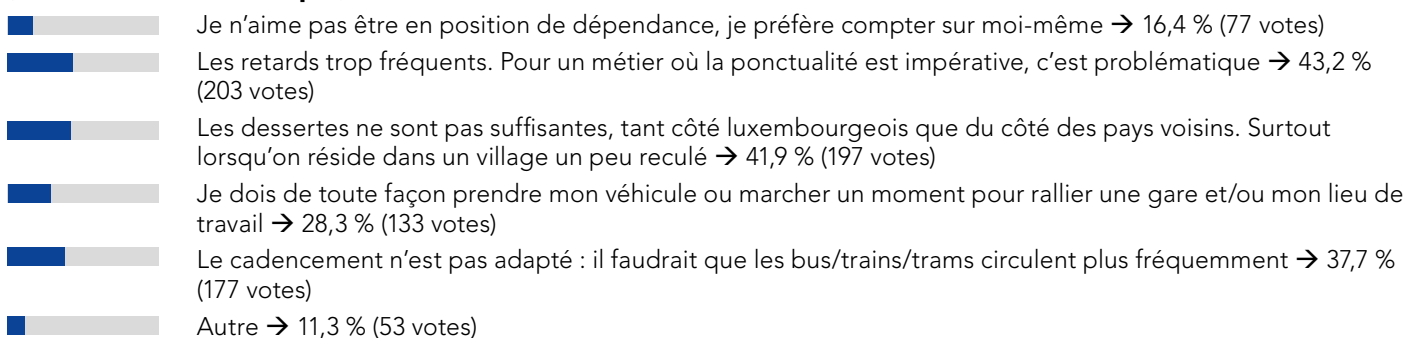 Je n’aime pas être en position de dépendance, je préfère compter sur moi-même → 16,4 % (77 votes)
Les retards trop fréquents. Pour un métier où la ponctualité est impérative, c’est problématique → 43,2 %
(203 votes)
Les dessertes ne sont pas suffisantes, tant côté luxembourgeois que du côté des pays voisins. Surtout
lorsqu’on réside dans un village un peu reculé → 41,9 % (197 votes)
Je dois de toute façon prendre mon véhicule ou marcher un moment pour rallier une gare et/ou mon lieu de
travail → 28,3 % (133 votes)
Le cadencement n’est pas adapté : il faudrait que les bus/trains/trams circulent plus fréquemment → 37,7 %
(177 votes)
Autre → 11,3 % (53 votes)